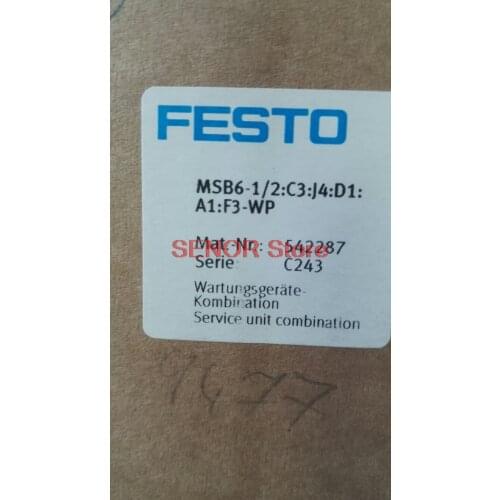 FESTO
MSB6-1/2:C3:J4:D1:
A1:F3-WP
Mat.-Nr.: 542287
SENOR Store
Serie: C243
Wartungsgeräte-
Kombination
Service unit combination
9477